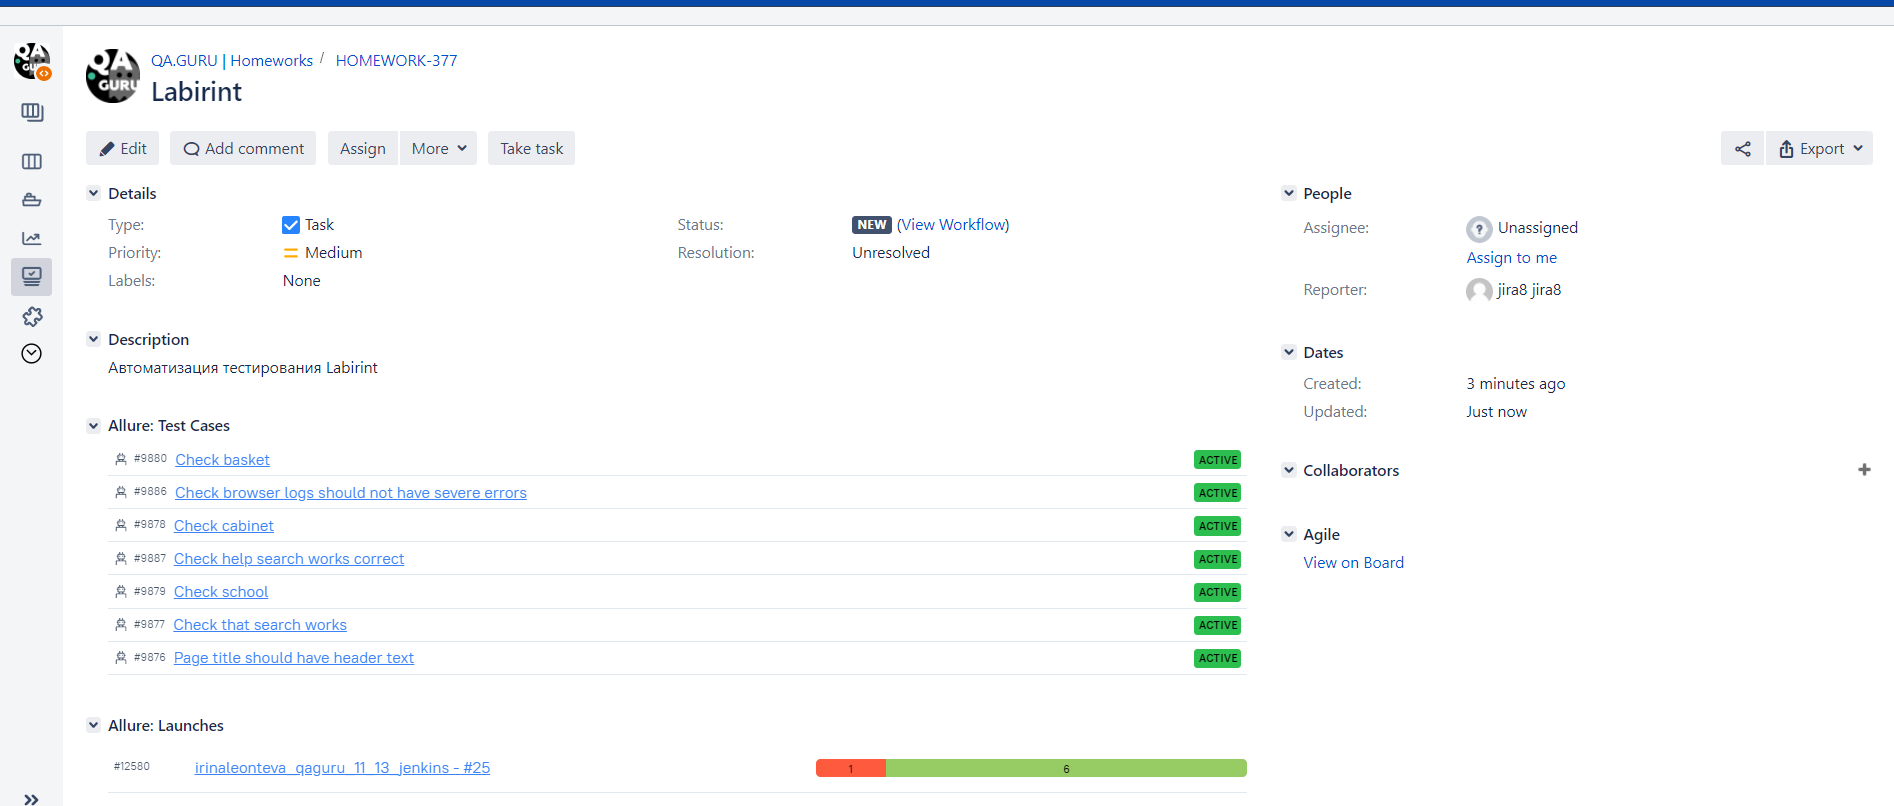 QA.GURU | Homeworks / HOMEWORK-377
Labirint
Edit Add comment Assign More Take task Export
Details
Type: Task Status: NEW (View Workflow)
Priority: Medium Resolution: Unresolved
Labels: None
Description
Автоматизация тестирования Labirint
Allure: Test Cases
#9880 Check basket ACTIVE
#9886 Check browser logs should not have severe errors ACTIVE
#9878 Check cabinet ACTIVE
#9887 Check help search works correct ACTIVE
#9879 Check school ACTIVE
#9877 Check that search works ACTIVE
#9876 Page title should have header text ACTIVE
Allure: Launches
#12580 irinaleonteva_qaguru_11_13_jenkins - #25 1 6
People
Assignee: Unassigned
Assign to me
Reporter: jira8 jira8
Dates
Created: 3 minutes ago
Updated: Just now
Collaborators
Agile
View on Board